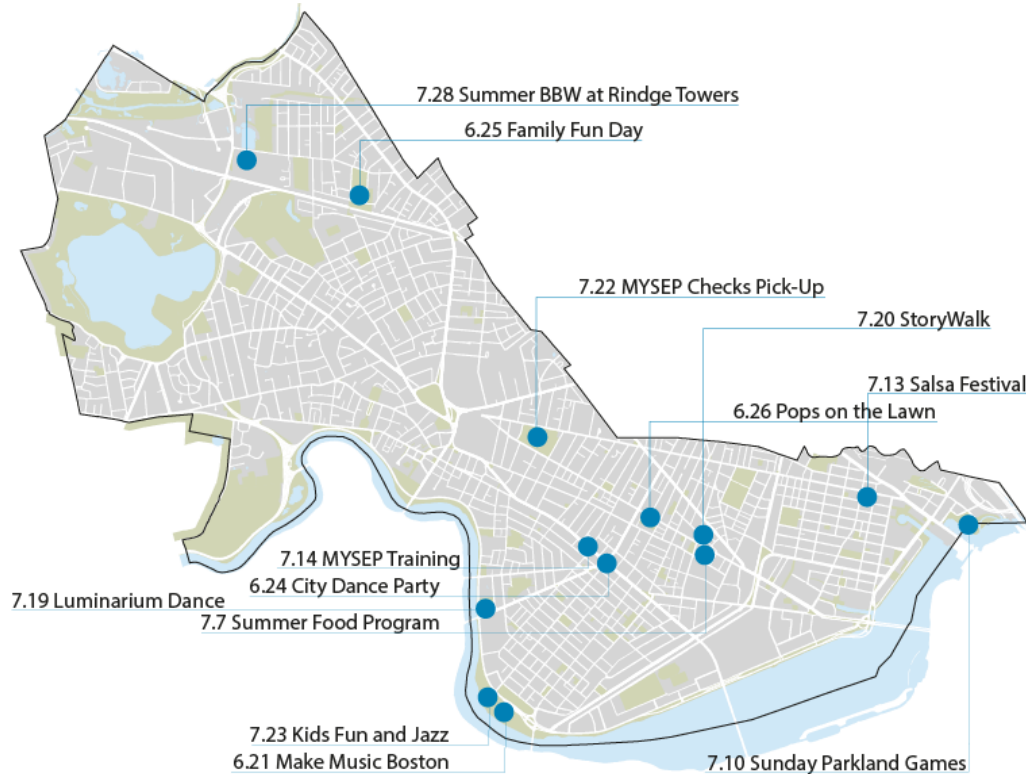 7.28 Summer BBW at Rindge Towers
6.25 Family Fun Day
7.22 MYSEP Checks Pick-Up
7.20 StoryWalk
7.13 Salsa Festival
6.26 Pops on the Lawn
7.14 MYSEP Training
6.24 City Dance Party
7.19 Luminarium Dance
7.7 Summer Food Program
7.23 Kids Fun and Jazz
6.21 Make Music Boston
7.10 Sunday Parkland Games